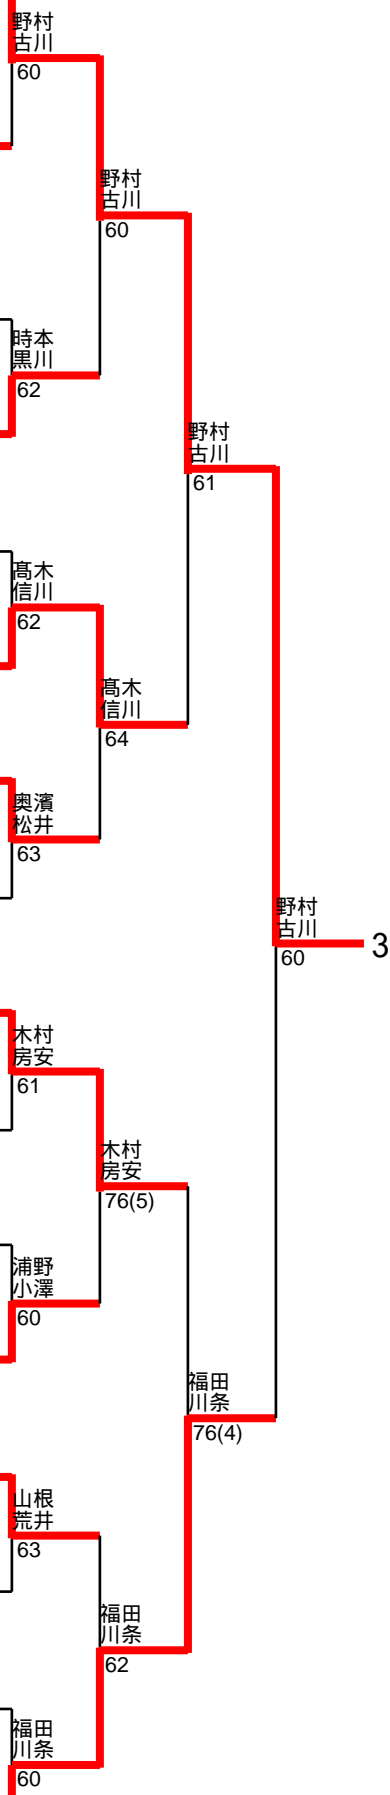 野村
古川
60
野村
古川
60
時本
黒川
62
野村
古川
61
髙木
信川
62
髙木
信川
64
奥濱
松井
63
野村
古川
60
3
木村
房安
61
木村
房安
76(5)
浦野
小澤
60
福田
川条
76(4)
山根
荒井
63
福田
川条
62
福田
川条
60